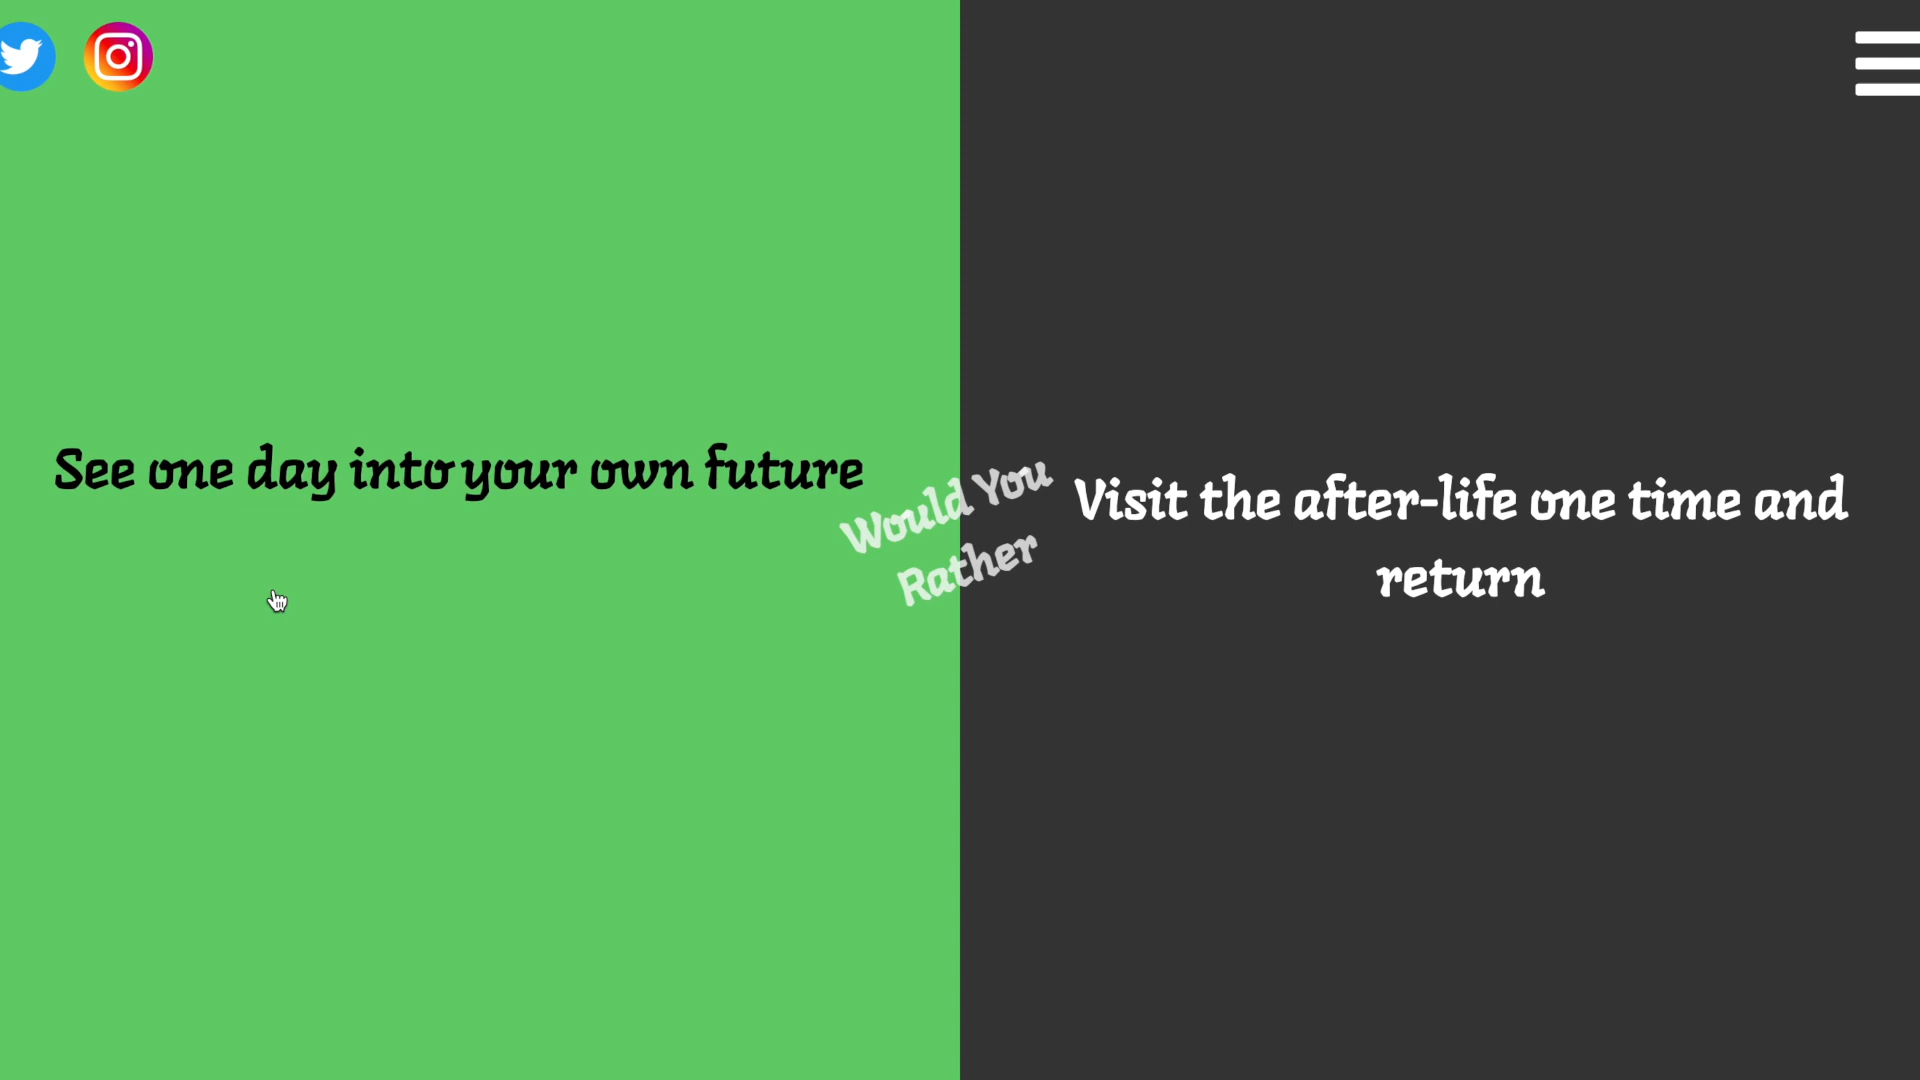 See one day into your own future
Would You
Rather
Visit the after-life one time and
return